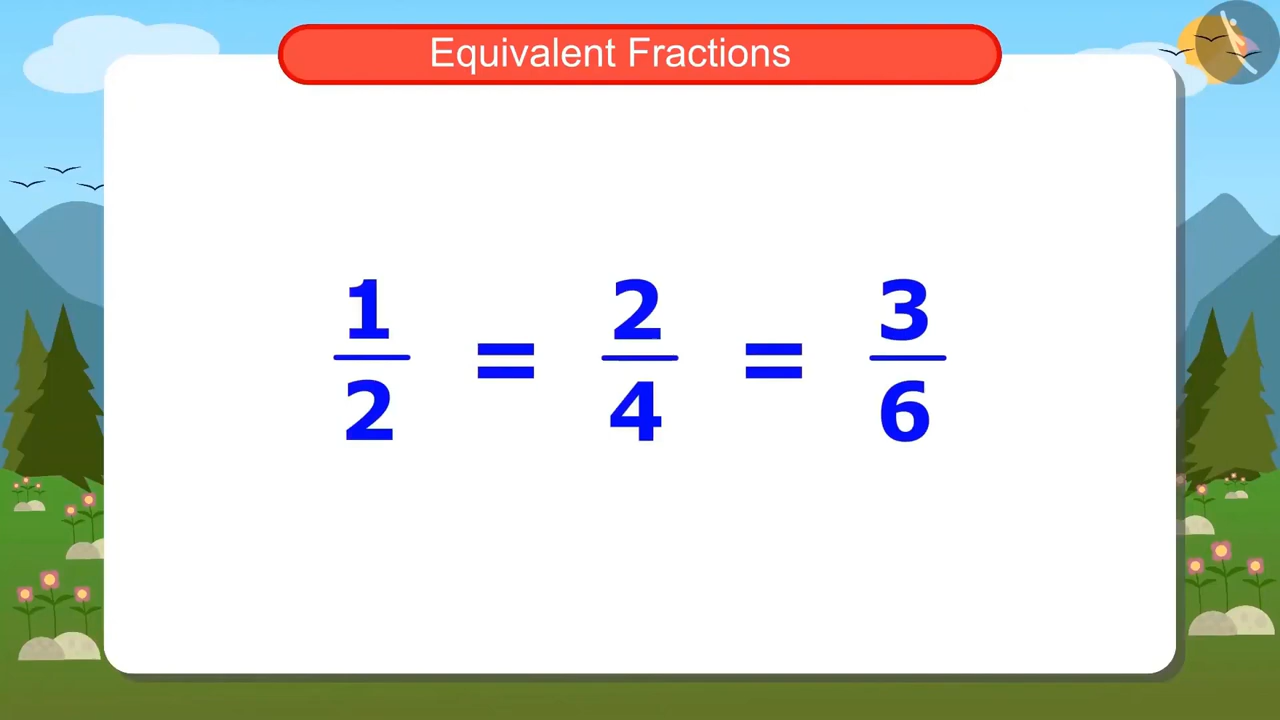 Equivalent Fractions
1/2 = 2/4 = 3/6